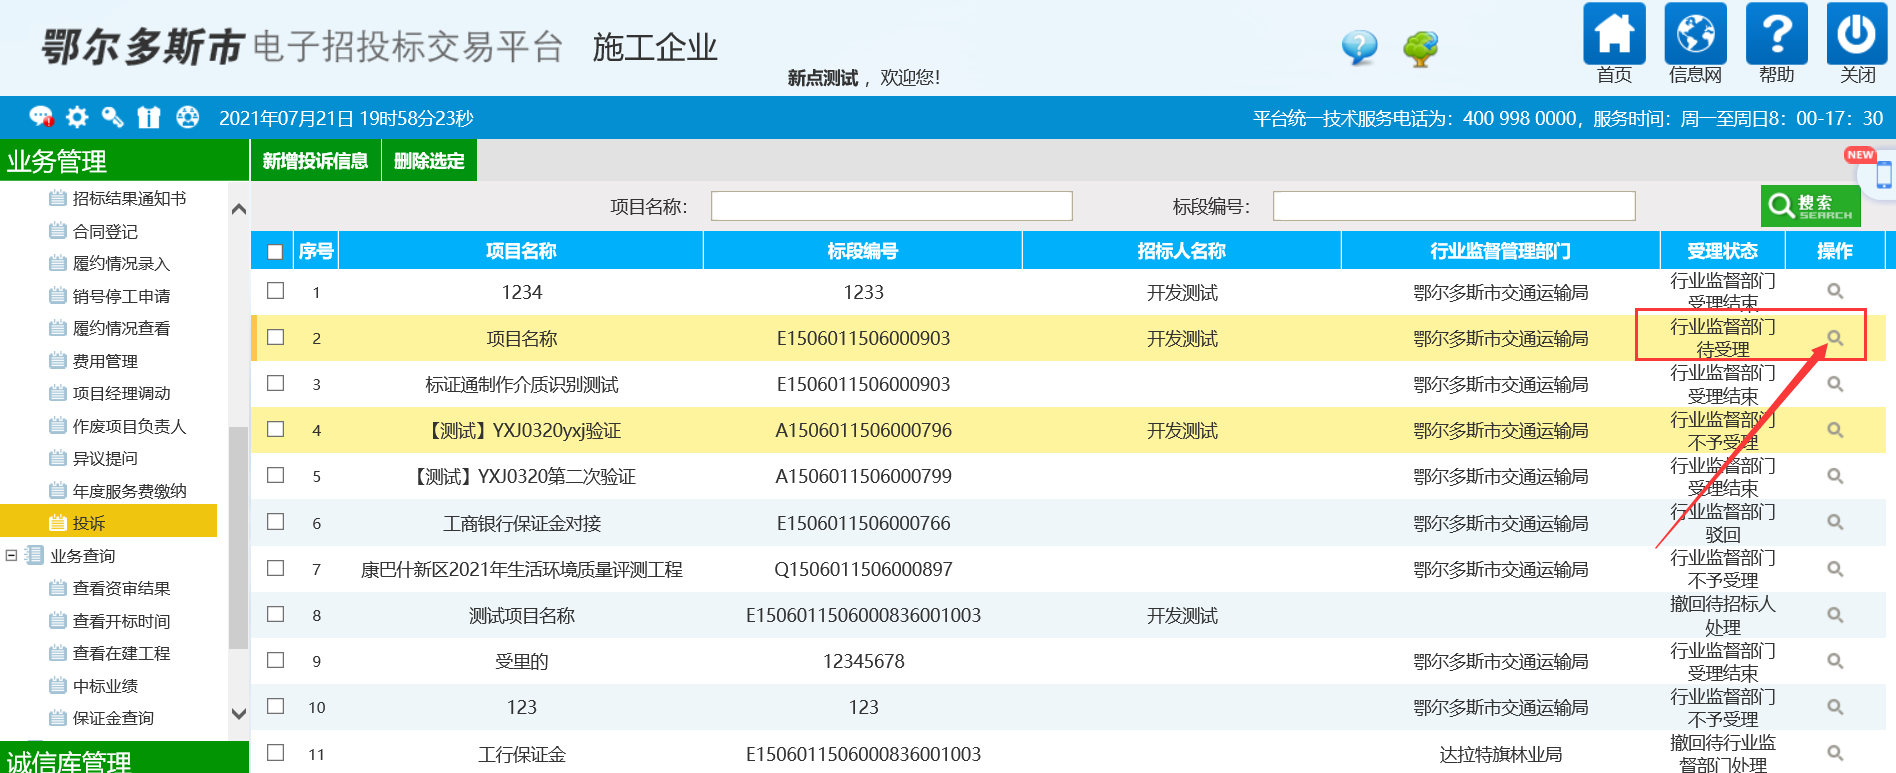 鄂尔多斯市 电子招投标交易平台 施工企业
新点测试 ，欢迎您！
首页 信息网 帮助 关闭
2021年07月21日 19时58分23秒
平台统一技术服务电话为：400 998 0000，服务时间：周一至周日8：00-17：30
业务管理
招标结果通知书
合同登记
履约情况录入
销号停工申请
履约情况查看
费用管理
项目经理调动
作废项目负责人
异议提问
年度服务费缴纳
投诉
业务查询
查看资审结果
查看开标时间
查看在建工程
中标业绩
保证金查询
诚信库管理
新增投诉信息 删除选定
NEW
项目名称： 标段编号： 搜索
SEARCH
序号 项目名称 标段编号 招标人名称 行业监督管理部门 受理状态 操作
1 1234 1233 开发测试 鄂尔多斯市交通运输局 行业监督部门
受理结束
2 项目名称 E1506011506000903 开发测试 鄂尔多斯市交通运输局 行业监督部门
待受理
3 标证通制作介质识别测试 E1506011506000903 鄂尔多斯市交通运输局 行业监督部门
受理结束
4 【测试】YXJ0320yxj验证 A1506011506000796 开发测试 鄂尔多斯市交通运输局 行业监督部门
不予受理
5 【测试】YXJ0320第二次验证 A1506011506000799 鄂尔多斯市交通运输局 行业监督部门
受理结束
6 工商银行保证金对接 E1506011506000766 鄂尔多斯市交通运输局 行业监督部门
驳回
7 康巴什新区2021年生活环境质量评测工程 Q1506011506000897 鄂尔多斯市交通运输局 行业监督部门
不予受理
8 测试项目名称 E1506011506000836001003 开发测试 撤回待招标人
处理
9 受里的 12345678 鄂尔多斯市交通运输局 行业监督部门
受理结束
10 123 123 鄂尔多斯市交通运输局 行业监督部门
不予受理
11 工行保证金 E1506011506000836001003 达拉特旗林业局 撤回待行业监
督部门处理